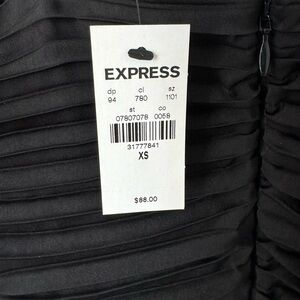 EXPRESS
dp cl sz
94 780 1101
st co
07807078 0058
31777841
XS
$88.00